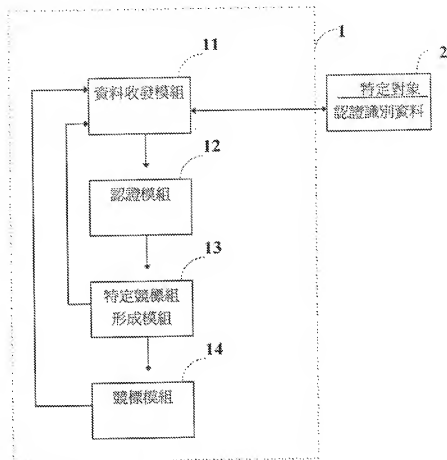 1
11
資料收發模組
2
特定對象
認證識別資料
12
認證模組
13
特定競標組
形成模組
14
競標模組